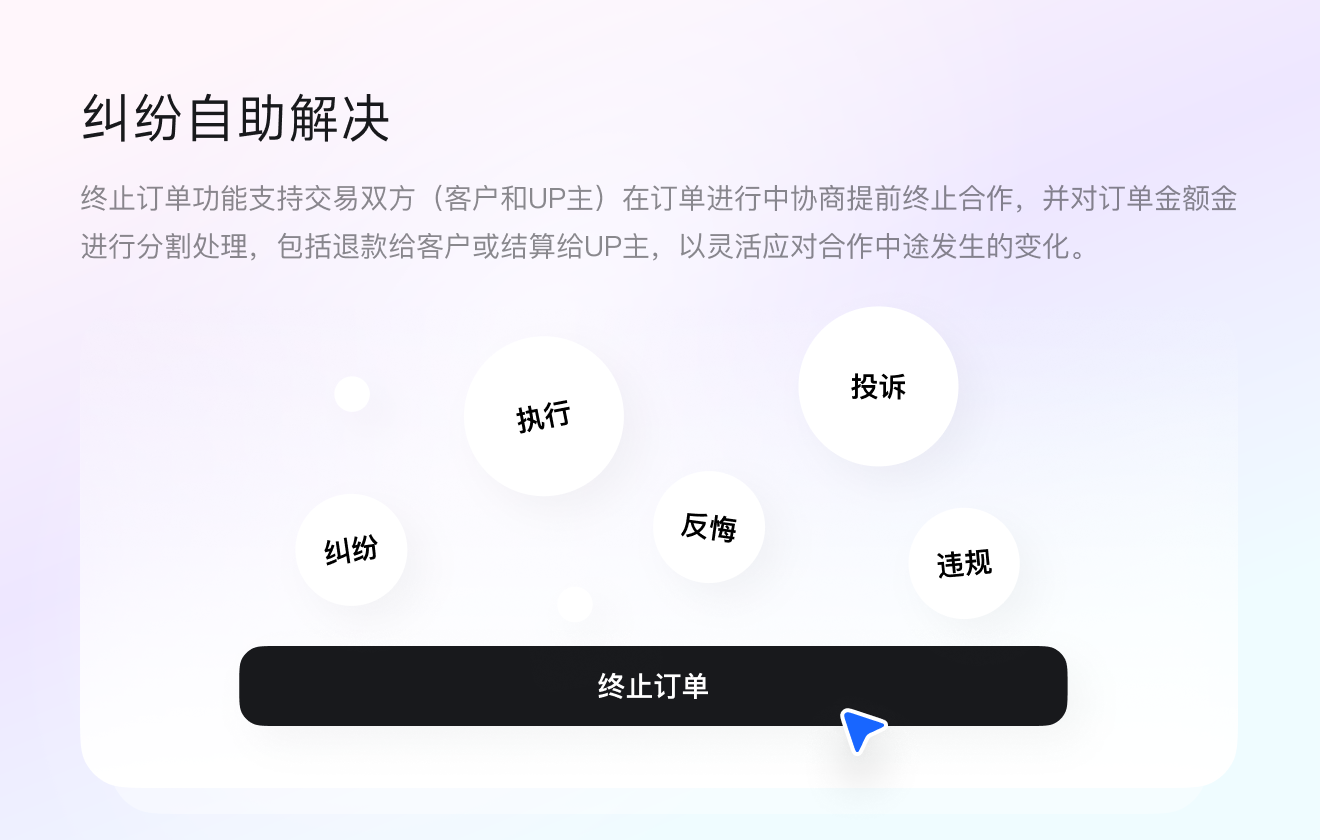 纠纷自助解决
终止订单功能支持交易双方（客户和UP主）在订单进行中协商提前终止合作，并对订单金额金
进行分割处理，包括退款给客户或结算给UP主，以灵活应对合作中途发生的变化。
投诉
执行
反悔
纠纷
违规
终止订单